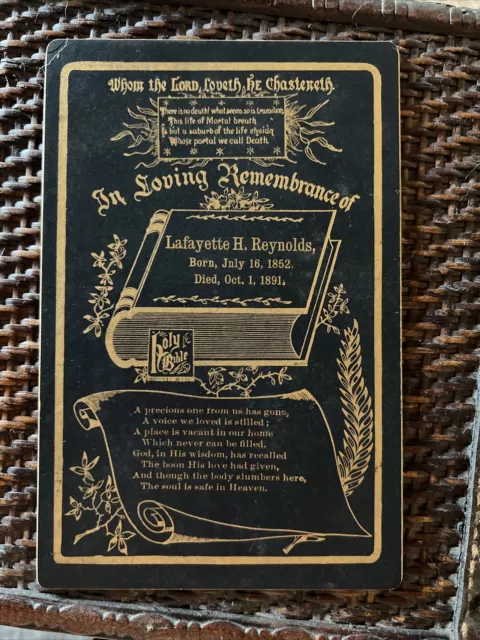 Whom the Lord, Loveth, He Chasteneth.
There is no death! what seems so is transition,
This life of Mortal breath
Is but a suburb of the life elysian
Whose portal we call Death.
In Loving Remembrance of
Lafayette H. Reynolds,
Born, July 16, 1852.
Died, Oct. 1, 1891.
Holy
Bible
A precious one from us has gone,
A voice we loved is stilled;
A place is vacant in our home
Which never can be filled.
God, in His wisdom, has recalled
The boon His love had given,
And though the body slumbers here,
The soul is safe in Heaven.